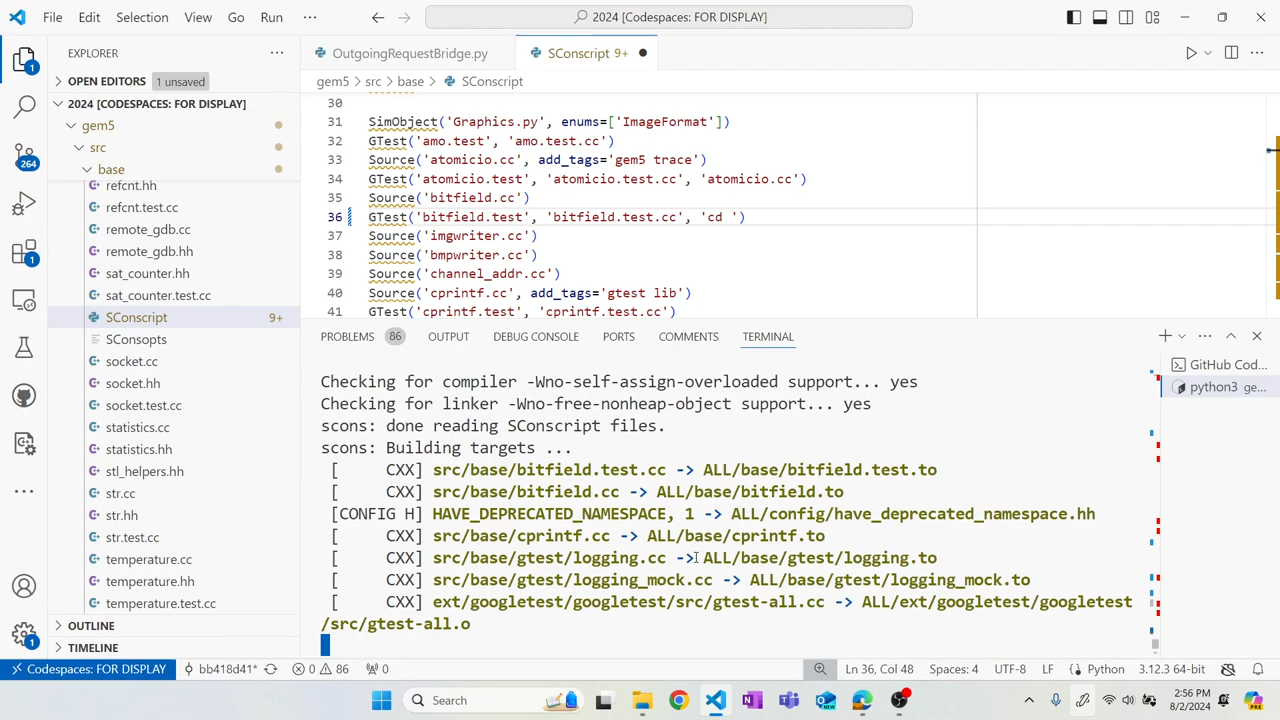 File Edit Selection View Go Run ··· 2024 [Codespaces: FOR DISPLAY]
EXPLORER ···
OPEN EDITORS 1 unsaved
2024 [CODESPACES: FOR DISPLAY]
gem5
src
base
refcnt.hh
refcnt.test.cc
remote_gdb.cc
remote_gdb.hh
sat_counter.hh
sat_counter.test.cc
SConscript 9+
SConsopts
socket.cc
socket.hh
socket.test.cc
statistics.cc
statistics.hh
stl_helpers.hh
str.cc
str.hh
str.test.cc
temperature.cc
temperature.hh
temperature.test.cc
OUTLINE
TIMELINE
1
264
1
1
OutgoingRequestBridge.py SConscript 9+
gem5 > src > base > SConscript
30
31 SimObject('Graphics.py', enums=['ImageFormat'])
32 GTest('amo.test', 'amo.test.cc')
33 Source('atomicio.cc', add_tags='gem5 trace')
34 GTest('atomicio.test', 'atomicio.test.cc', 'atomicio.cc')
35 Source('bitfield.cc')
36 GTest('bitfield.test', 'bitfield.test.cc', 'cd ')
37 Source('imgwriter.cc')
38 Source('bmpwriter.cc')
39 Source('channel_addr.cc')
40 Source('cprintf.cc', add_tags='gtest lib')
41 GTest('cprintf.test', 'cprintf.test.cc')
PROBLEMS 86 OUTPUT DEBUG CONSOLE PORTS COMMENTS TERMINAL
GitHub Cod...
python3 ge...
Checking for compiler -Wno-self-assign-overloaded support... yes
Checking for linker -Wno-free-nonheap-object support... yes
scons: done reading SConscript files.
scons: Building targets ...
[ CXX] src/base/bitfield.test.cc -> ALL/base/bitfield.test.to
[ CXX] src/base/bitfield.cc -> ALL/base/bitfield.to
[CONFIG H] HAVE_DEPRECATED_NAMESPACE, 1 -> ALL/config/have_deprecated_namespace.hh
[ CXX] src/base/cprintf.cc -> ALL/base/cprintf.to
[ CXX] src/base/gtest/logging.cc -> ALL/base/gtest/logging.to
[ CXX] src/base/gtest/logging_mock.cc -> ALL/base/gtest/logging_mock.to
[ CXX] ext/googletest/googletest/src/gtest-all.cc -> ALL/ext/googletest/googletest
/src/gtest-all.o
Codespaces: FOR DISPLAY bb418d41* 0 86 0 Ln 36, Col 48 Spaces: 4 UTF-8 LF Python 3.12.3 64-bit
Search 2:56 PM
8/2/2024